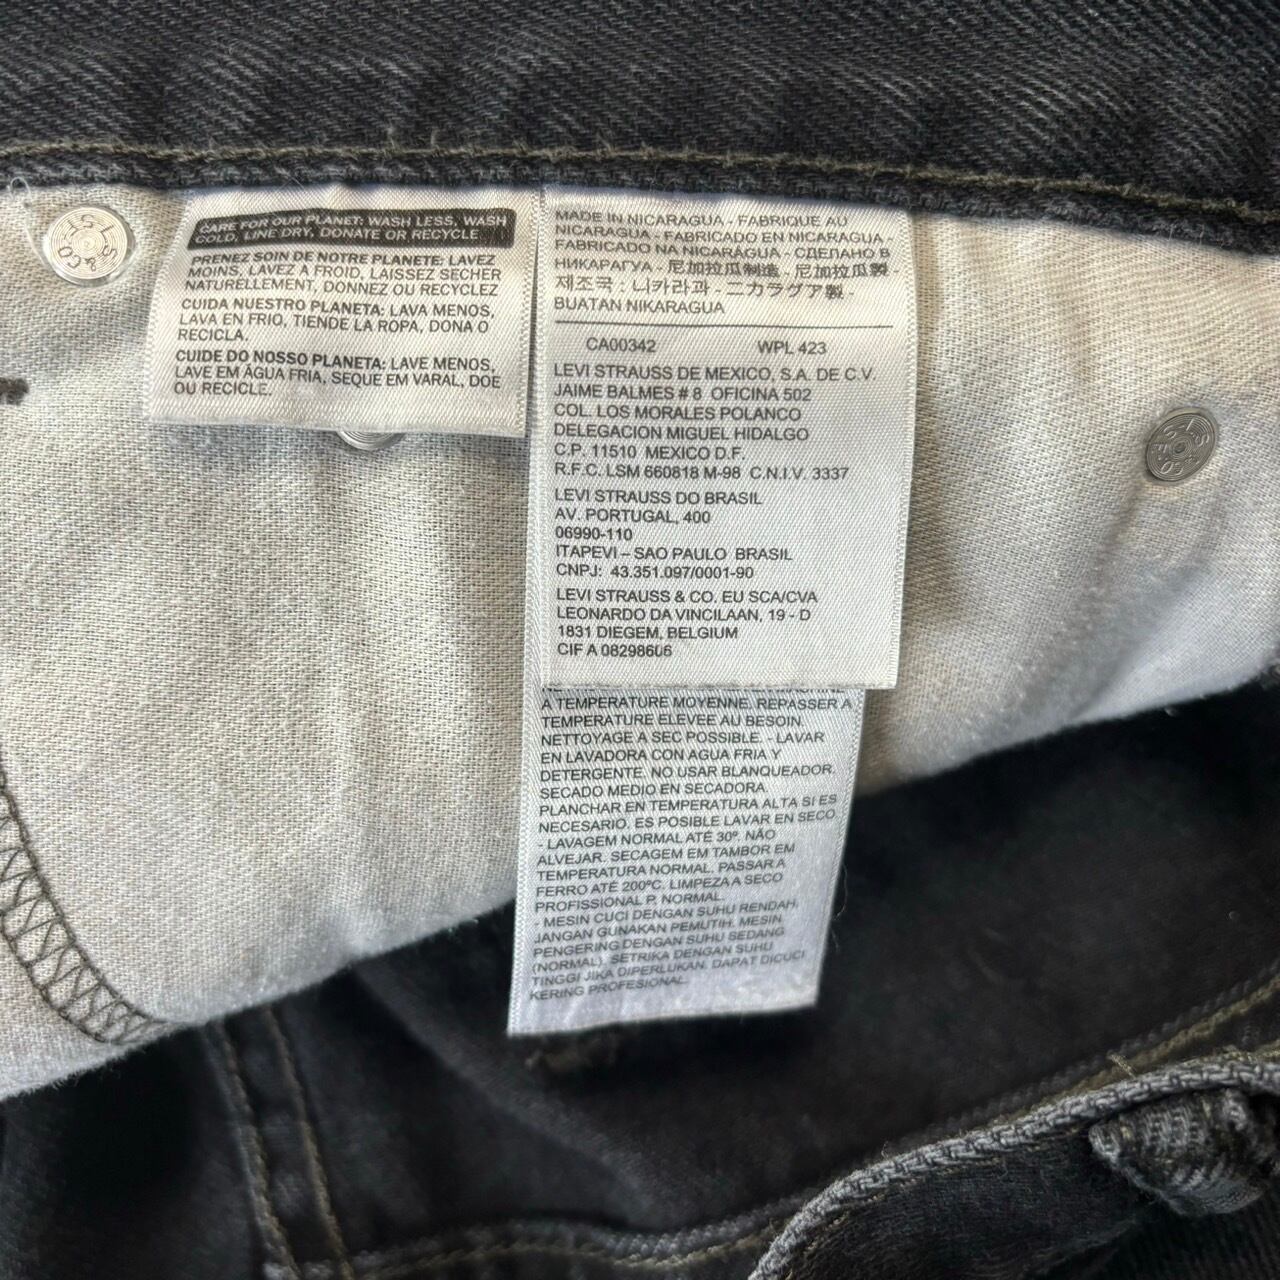 CARE FOR OUR PLANET: WASH LESS, WASH
COLD, LINE DRY, DONATE OR RECYCLE
PRENEZ SOIN DE NOTRE PLANETE: LAVEZ
MOINS, LAVEZ A FROID, LAISSEZ SECHER
NATURELLEMENT, DONNEZ OU RECYCLEZ
CUIDA NUESTRO PLANETA: LAVA MENOS,
LAVA EN FRIO, TIENDE LA ROPA, DONA O
RECICLA.
CUIDE DO NOSSO PLANETA: LAVE MENOS,
LAVE EM ÁGUA FRIA, SEQUE EM VARAL, DOE
OU RECICLE.
MADE IN NICARAGUA - FABRIQUE AU
NICARAGUA - FABRICADO EN NICARAGUA
FABRICADO NA NICARAGUA - СДЕЛАНО В
НИКАРАГУА - 尼加拉瓜制造 - 尼加拉瓜製 -
제조국 : 니카라과 - ニカラグア製 -
BUATAN NIKARAGUA
CA00342 WPL 423
LEVI STRAUSS DE MEXICO, S.A. DE C.V.
JAIME BALMES # 8 OFICINA 502
COL. LOS MORALES POLANCO
DELEGACION MIGUEL HIDALGO
C.P. 11510 MEXICO D.F.
R.F.C. LSM 660818 M-98 C.N.I.V. 3337
LEVI STRAUSS DO BRASIL
AV. PORTUGAL, 400
06990-110
ITAPEVI – SAO PAULO BRASIL
CNPJ: 43.351.097/0001-90
LEVI STRAUSS & CO. EU SCA/CVA
LEONARDO DA VINCILAAN, 19 - D
1831 DIEGEM, BELGIUM
CIF A 08298606
A TEMPERATURE MOYENNE. REPASSER A
TEMPERATURE ELEVEE AU BESOIN.
NETTOYAGE A SEC POSSIBLE. - LAVAR
EN LAVADORA CON AGUA FRIA Y
DETERGENTE. NO USAR BLANQUEADOR.
SECADO MEDIO EN SECADORA.
PLANCHAR EN TEMPERATURA ALTA SI ES
NECESARIO. ES POSIBLE LAVAR EN SECO.
- LAVAGEM NORMAL ATÉ 30º. NÃO
ALVEJAR. SECAGEM EM TAMBOR EM
TEMPERATURA NORMAL. PASSAR A
FERRO ATÉ 200ºC. LIMPEZA A SECO
PROFISSIONAL P. NORMAL.
- MESIN CUCI DENGAN SUHU RENDAH.
JANGAN GUNAKAN PEMUTIH. MESIN
PENGERING DENGAN SUHU SEDANG
(NORMAL). SETRIKA DENGAN SUHU
TINGGI JIKA DIPERLUKAN. DAPAT DICUCI
KERING PROFESIONAL.